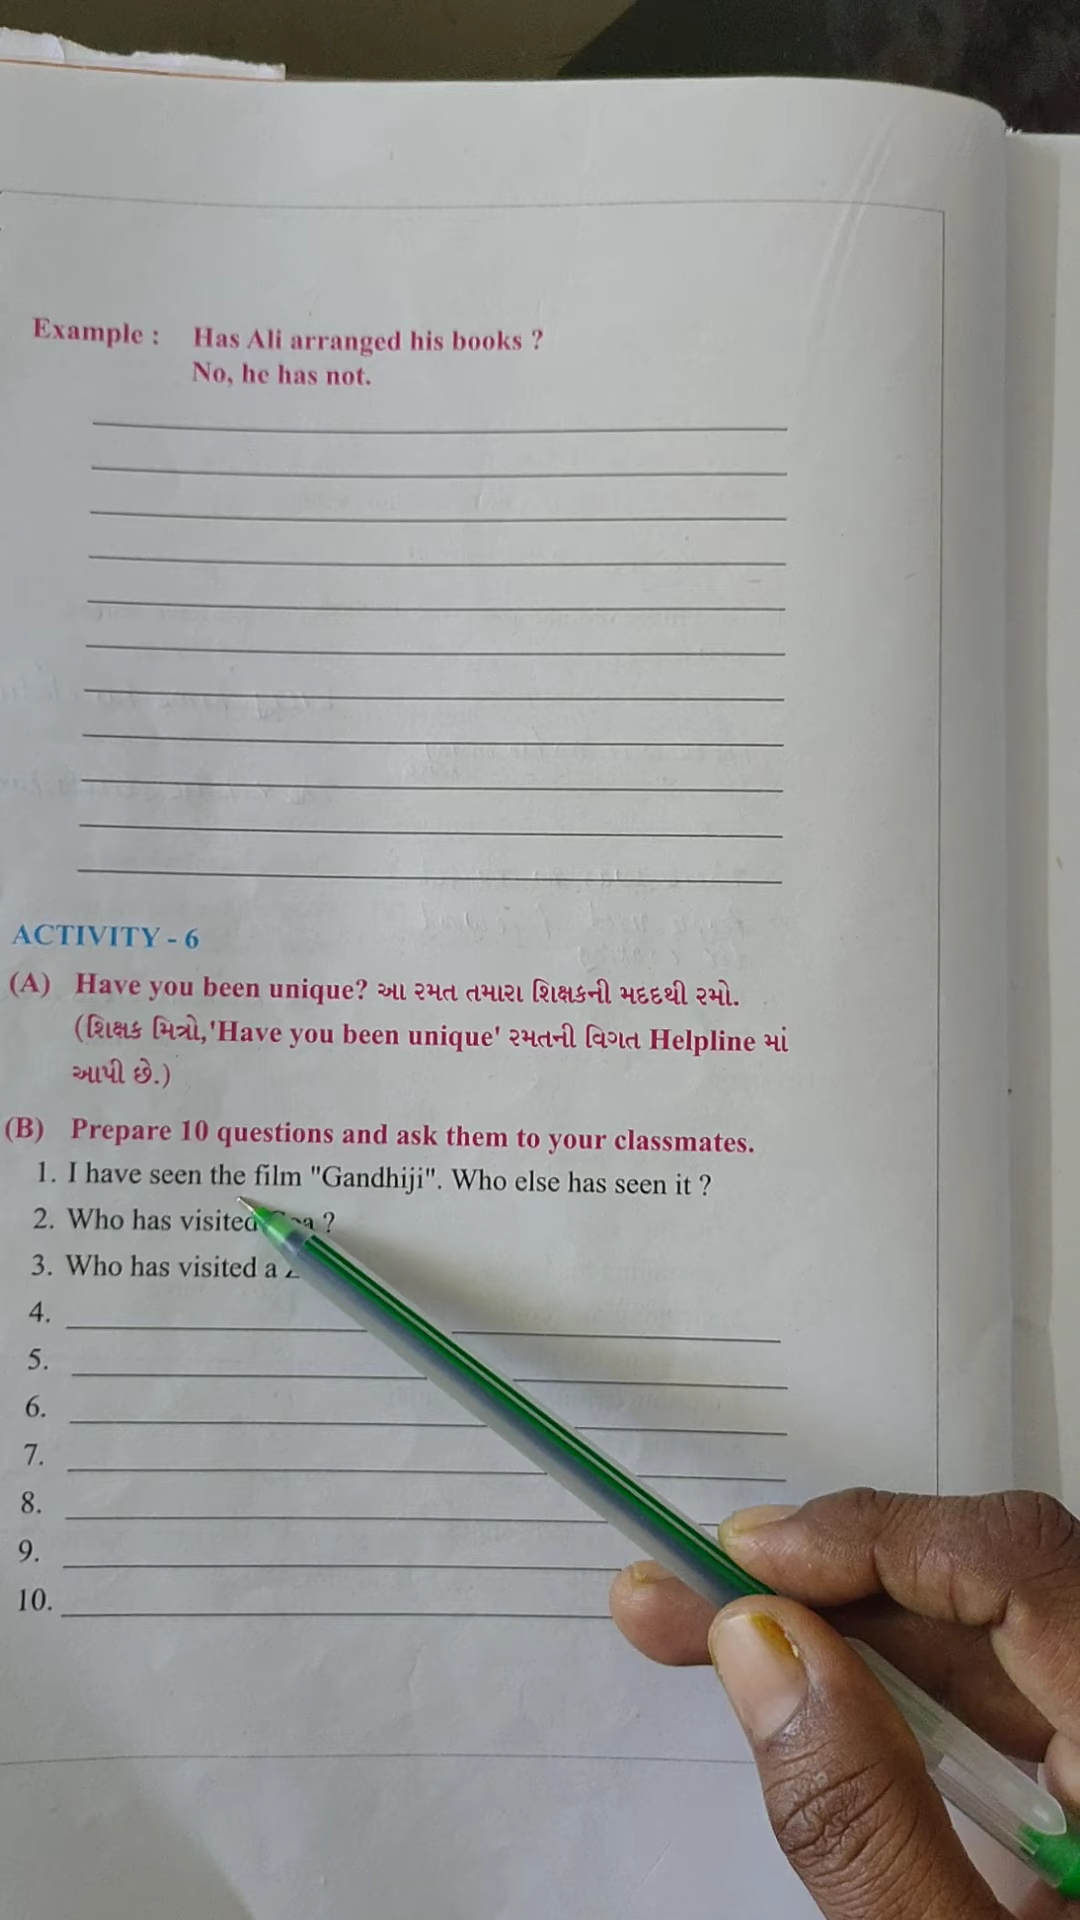 Example : Has Ali arranged his books ?
No, he has not.
ACTIVITY - 6
(A) Have you been unique? આ રમત તમારા શિક્ષકની મદદથી રમો.
(શિક્ષક મિત્રો,'Have you been unique' રમતની વિગત Helpline માં
આપી છે.)
(B) Prepare 10 questions and ask them to your classmates.
1. I have seen the film "Gandhiji". Who else has seen it ?
2. Who has visited ?
3. Who has visited a
4.
5.
6.
7.
8.
9.
10.